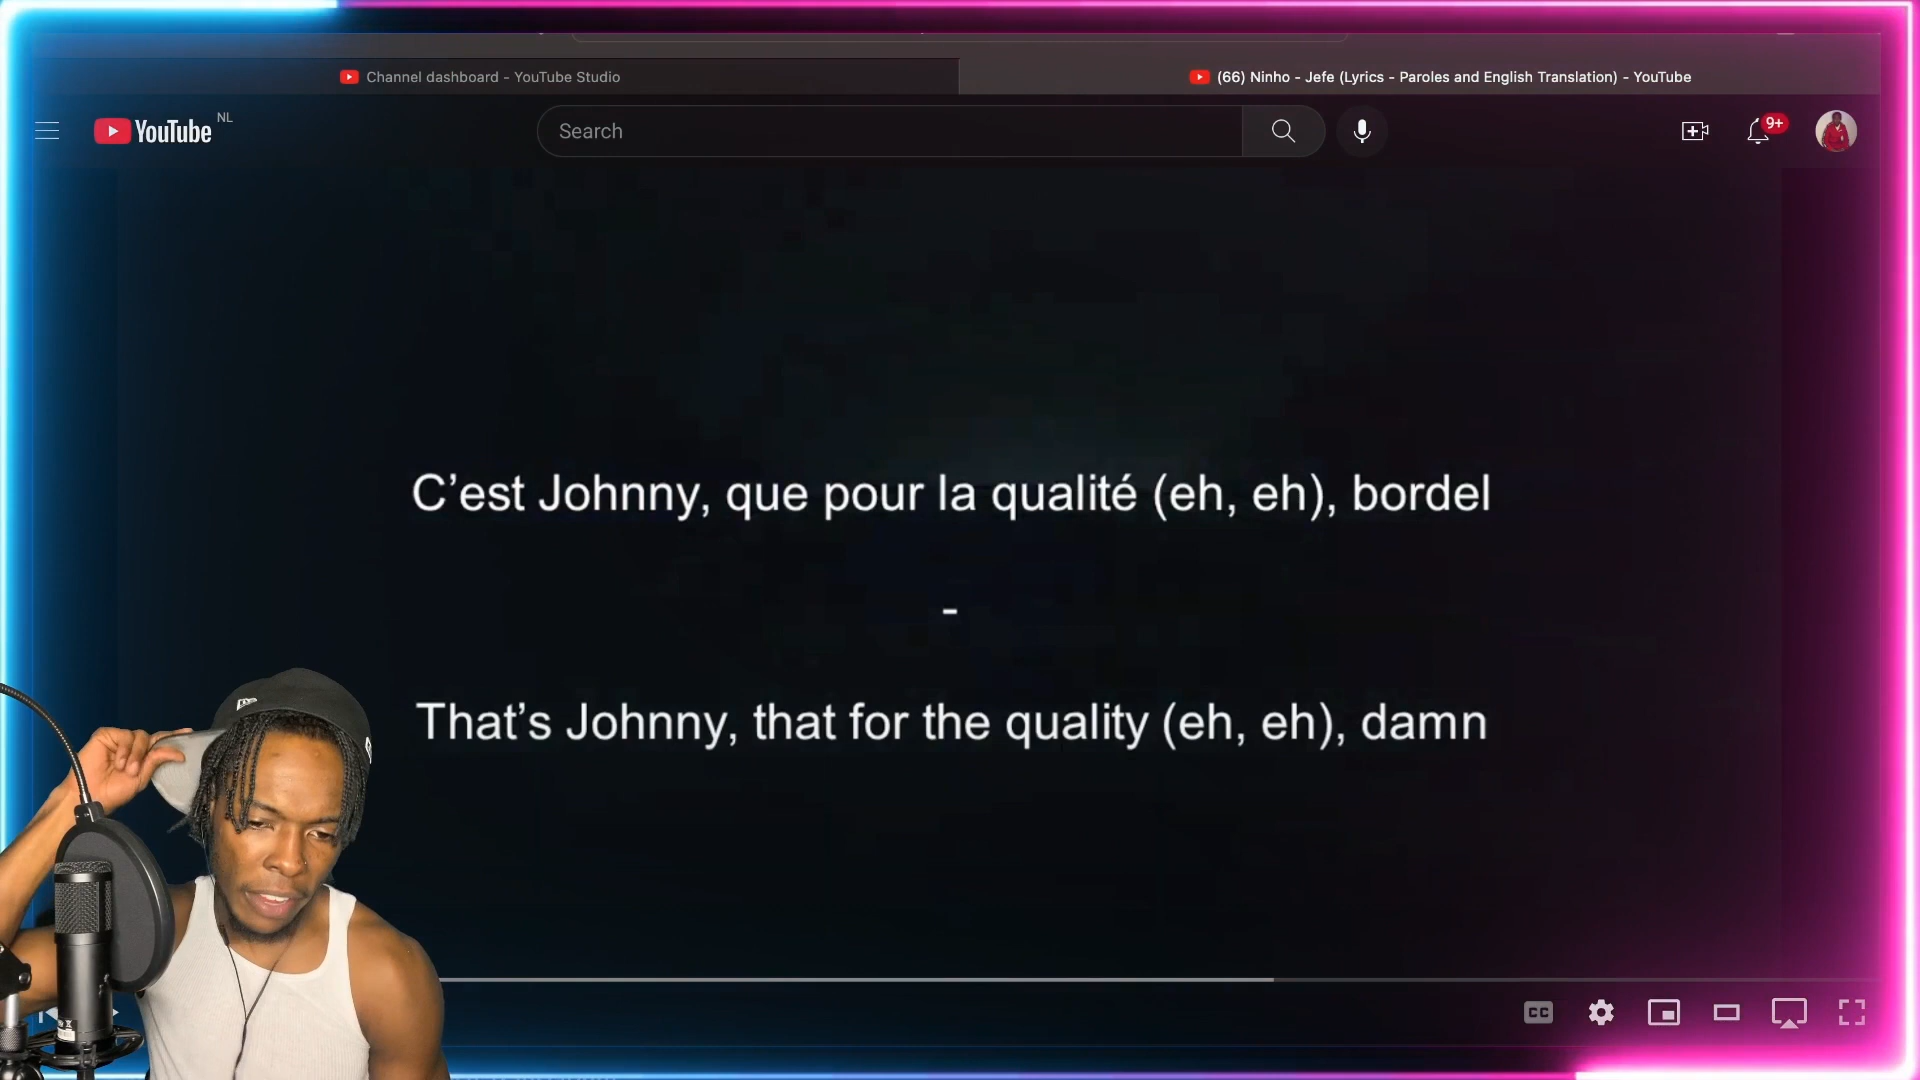 Channel dashboard - YouTube Studio
(66) Ninho - Jefe (Lyrics - Paroles and English Translation) - YouTube
YouTube NL
Search
9+
C’est Johnny, que pour la qualité (eh, eh), bordel
-
That’s Johnny, that for the quality (eh, eh), damn
CC